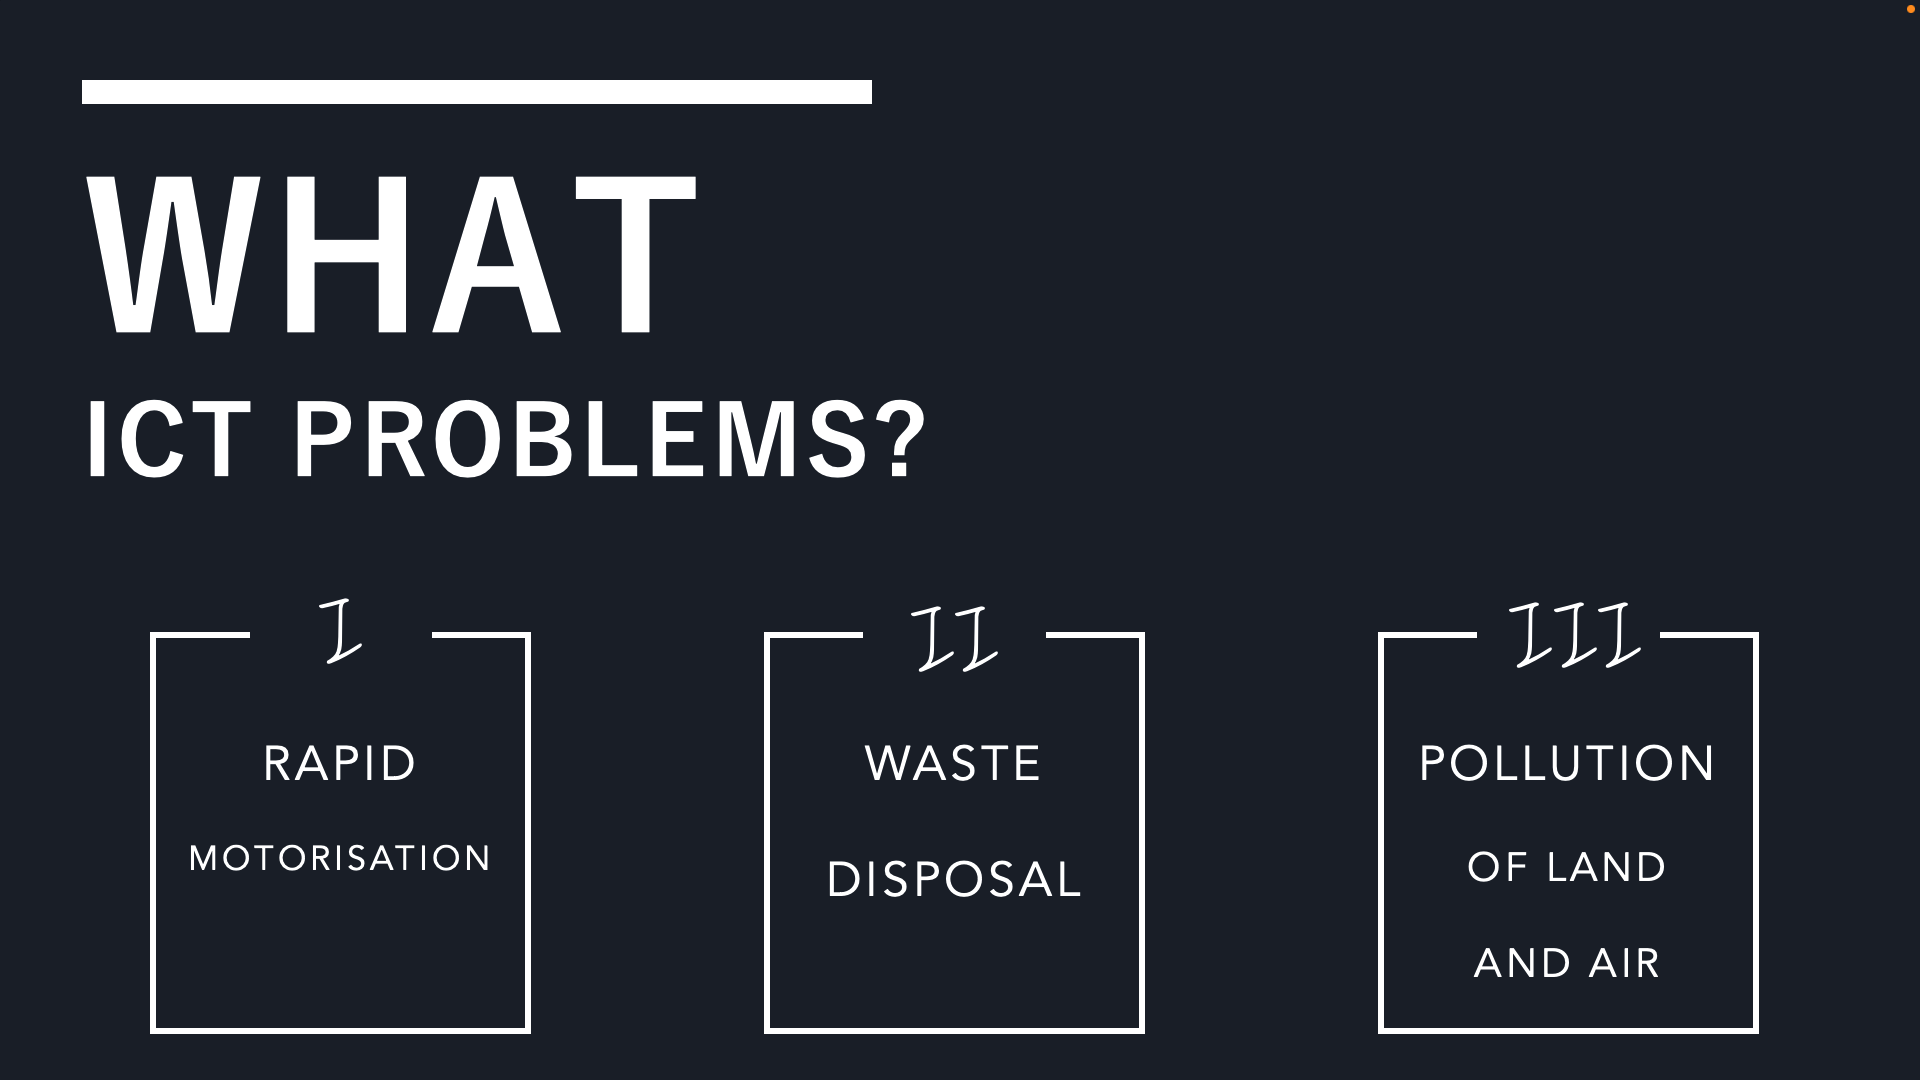 WHAT
ICT PROBLEMS?
I
RAPID
MOTORISATION
II
WASTE
DISPOSAL
III
POLLUTION
OF LAND
AND AIR